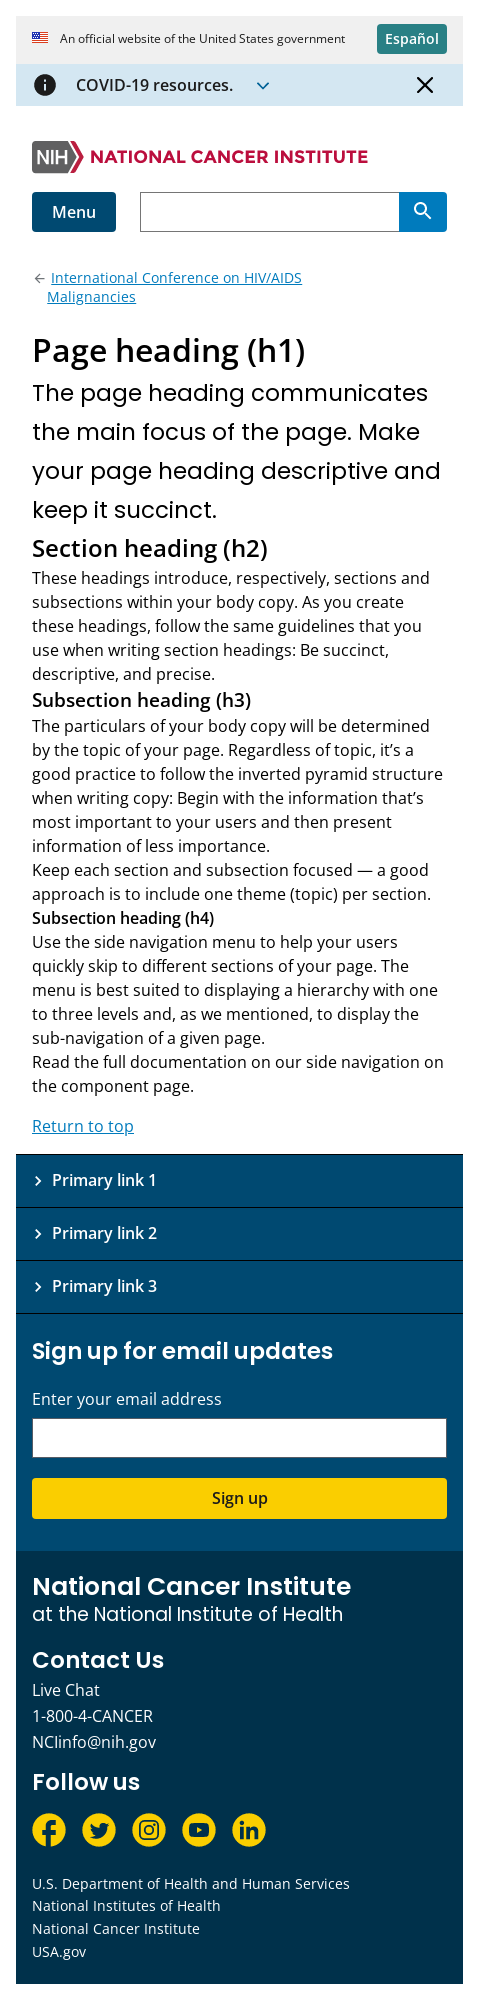 An official website of the United States government
Español
COVID-19 resources.
NIH NATIONAL CANCER INSTITUTE
Menu
International Conference on HIV/AIDS
Malignancies
Page heading (h1)
The page heading communicates
the main focus of the page. Make
your page heading descriptive and
keep it succinct.
Section heading (h2)
These headings introduce, respectively, sections and
subsections within your body copy. As you create
these headings, follow the same guidelines that you
use when writing section headings: Be succinct,
descriptive, and precise.
Subsection heading (h3)
The particulars of your body copy will be determined
by the topic of your page. Regardless of topic, it’s a
good practice to follow the inverted pyramid structure
when writing copy: Begin with the information that’s
most important to your users and then present
information of less importance.
Keep each section and subsection focused — a good
approach is to include one theme (topic) per section.
Subsection heading (h4)
Use the side navigation menu to help your users
quickly skip to different sections of your page. The
menu is best suited to displaying a hierarchy with one
to three levels and, as we mentioned, to display the
sub-navigation of a given page.
Read the full documentation on our side navigation on
the component page.
Return to top
Primary link 1
Primary link 2
Primary link 3
Sign up for email updates
Enter your email address
Sign up
National Cancer Institute
at the National Institute of Health
Contact Us
Live Chat
1-800-4-CANCER
NCIinfo@nih.gov
Follow us
U.S. Department of Health and Human Services
National Institutes of Health
National Cancer Institute
USA.gov